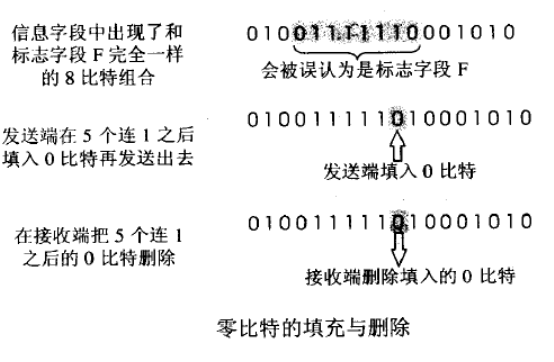 信息字段中出现了和
标志字段 F 完全一样
的 8 比特组合
01001111110001010
会被误认为是标志字段 F
发送端在 5 个连 1 之后
填入 0 比特再发送出去
010011111010001010
发送端填入 0 比特
在接收端把 5 个连 1
之后的 0 比特删除
010011111010001010
接收端删除填入的 0 比特
零比特的填充与删除